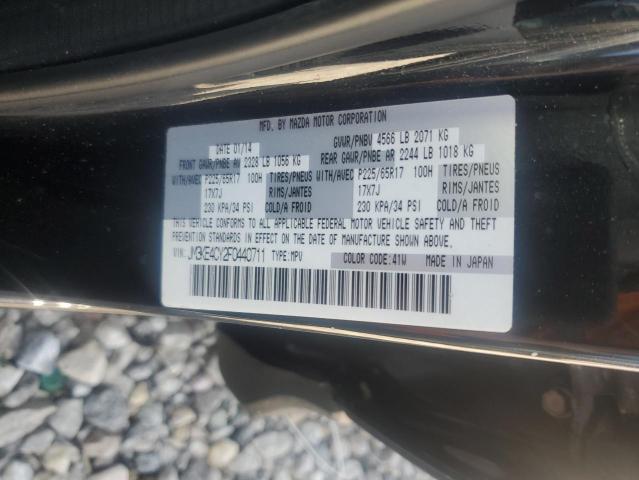 MFD. BY MAZDA MOTOR CORPORATION
DATE 01/14 GVWR/PNBV 4566 LB 2071 KG
FRONT GAWR/PNBE AV 2328 LB 1056 KG REAR GAWR/PNBE AR 2244 LB 1018 KG
WITH/AVEC P225/65R17 100H TIRES/PNEUS WITH/AVEC P225/65R17 100H TIRES/PNEUS
17X7J RIMS/JANTES 17X7J RIMS/JANTES
230 KPA/34 PSI COLD/A FROID 230 KPA/34 PSI COLD/A FROID
THIS VEHICLE CONFORMS TO ALL APPLICABLE FEDERAL MOTOR VEHICLE SAFETY AND THEFT
PREVENTION STANDARDS IN EFFECT ON THE DATE OF MANUFACTURE SHOWN ABOVE.
VIN: JM3KE4CY2F0440711 TYPE:MPV COLOR CODE:41W MADE IN JAPAN